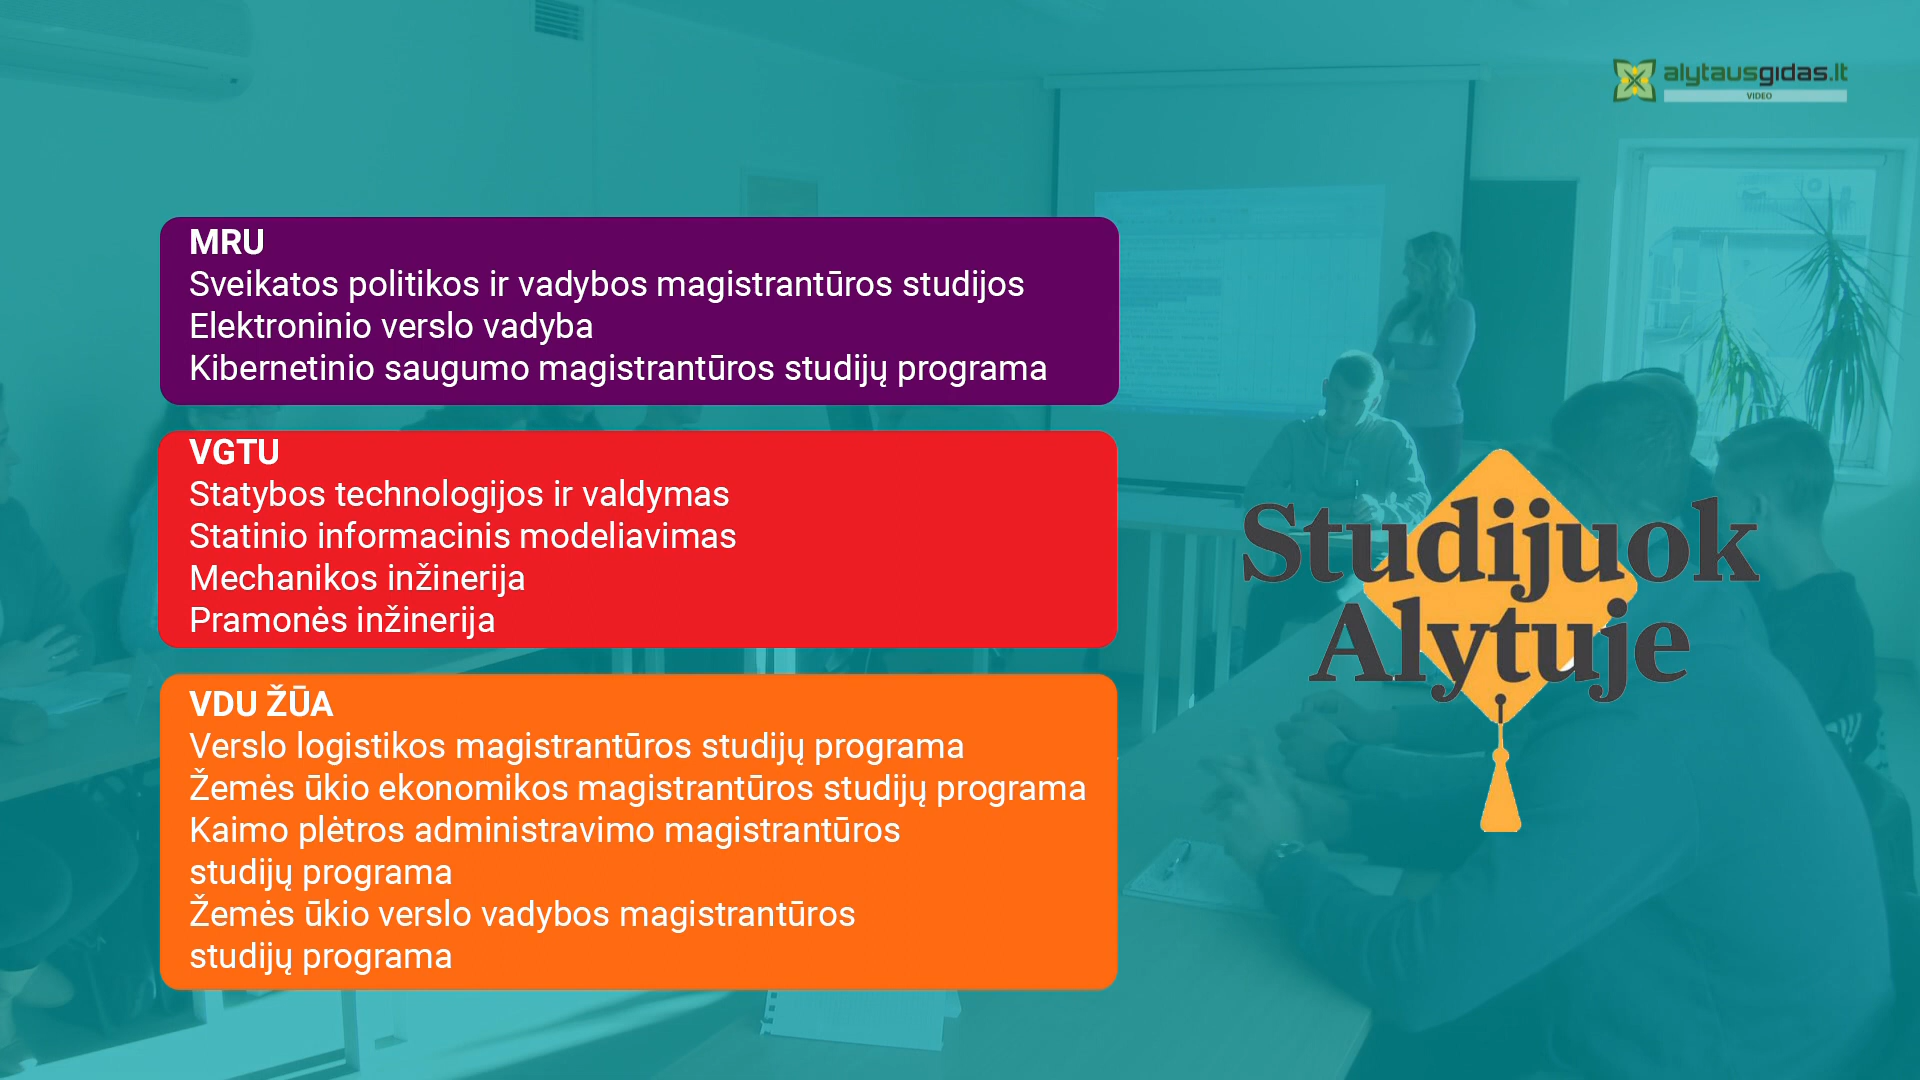 alytausgidas.lt
VIDEO
MRU
Sveikatos politikos ir vadybos magistrantūros studijos
Elektroninio verslo vadyba
Kibernetinio saugumo magistrantūros studijų programa
VGTU
Statybos technologijos ir valdymas
Statinio informacinis modeliavimas
Mechanikos inžinerija
Pramonės inžinerija
VDU ŽŪA
Verslo logistikos magistrantūros studijų programa
Žemės ūkio ekonomikos magistrantūros studijų programa
Kaimo plėtros administravimo magistrantūros
studijų programa
Žemės ūkio verslo vadybos magistrantūros
studijų programa
Studijuok
Alytuje